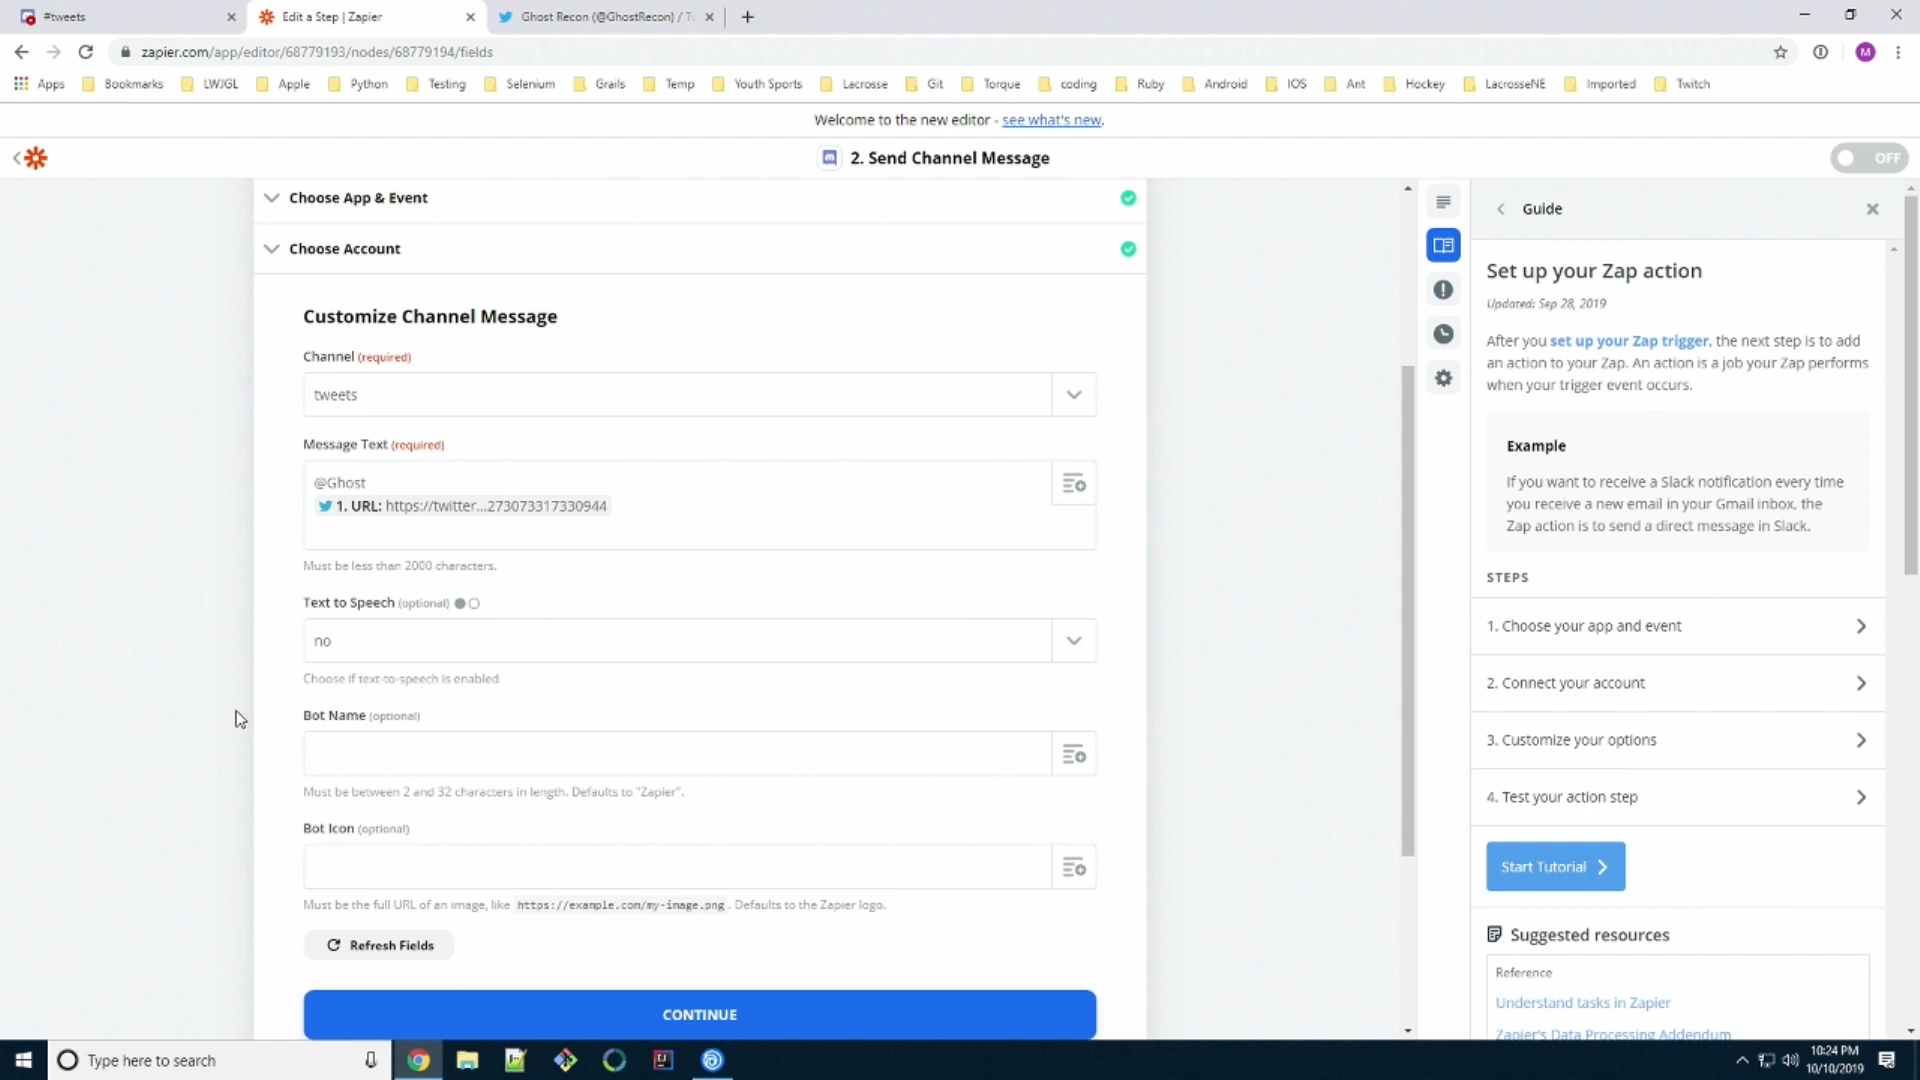 #tweets
Edit a Step | Zapier
Ghost Recon (@GhostRecon) / Tw
zapier.com/app/editor/68779193/nodes/68779194/fields
M
Apps
Bookmarks
LWJGL
Apple
Python
Testing
Selenium
Grails
Temp
Youth Sports
Lacrosse
Git
Torque
coding
Ruby
Android
IOS
Ant
Hockey
LacrosseNE
Imported
Twitch
Welcome to the new editor - see what's new.
2. Send Channel Message
OFF
Choose App & Event
Choose Account
Customize Channel Message
Channel (required)
tweets
Message Text (required)
@Ghost
1. URL: https://twitter...273073317330944
Must be less than 2000 characters.
Text to Speech (optional)
no
Choose if text-to-speech is enabled
Bot Name (optional)
Must be between 2 and 32 characters in length. Defaults to "Zapier".
Bot Icon (optional)
Must be the full URL of an image, like https://example.com/my-image.png . Defaults to the Zapier logo.
Refresh Fields
CONTINUE
Guide
Set up your Zap action
Updated: Sep 28, 2019
After you set up your Zap trigger, the next step is to add
an action to your Zap. An action is a job your Zap performs
when your trigger event occurs.
Example
If you want to receive a Slack notification every time
you receive a new email in your Gmail inbox, the
Zap action is to send a direct message in Slack.
STEPS
1. Choose your app and event
2. Connect your account
3. Customize your options
4. Test your action step
Start Tutorial
Suggested resources
Reference
Understand tasks in Zapier
Zapier's Data Processing Addendum
Type here to search
10:24 PM
10/10/2019